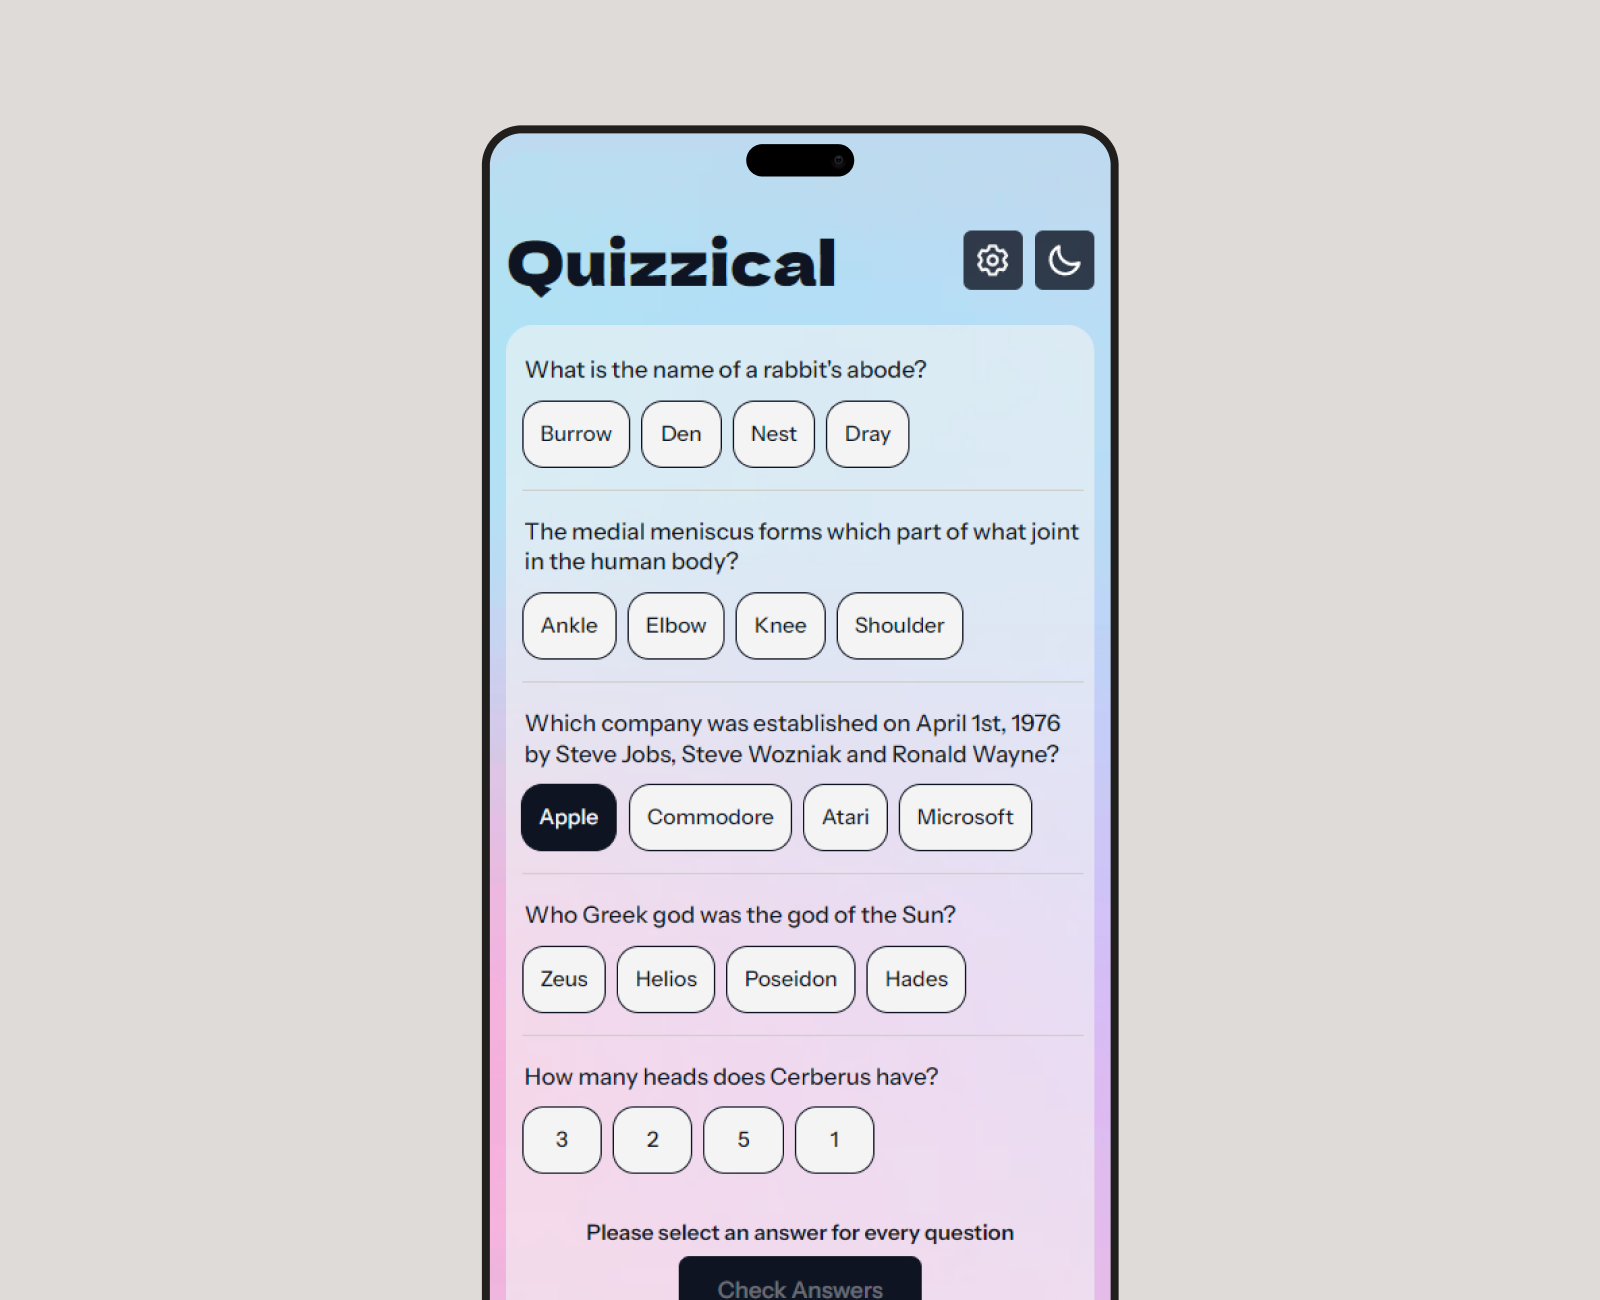 Quizzical
What is the name of a rabbit's abode?
Burrow Den Nest Dray
The medial meniscus forms which part of what joint
in the human body?
Ankle Elbow Knee Shoulder
Which company was established on April 1st, 1976
by Steve Jobs, Steve Wozniak and Ronald Wayne?
Apple Commodore Atari Microsoft
Who Greek god was the god of the Sun?
Zeus Helios Poseidon Hades
How many heads does Cerberus have?
3 2 5 1
Please select an answer for every question
Check Answers